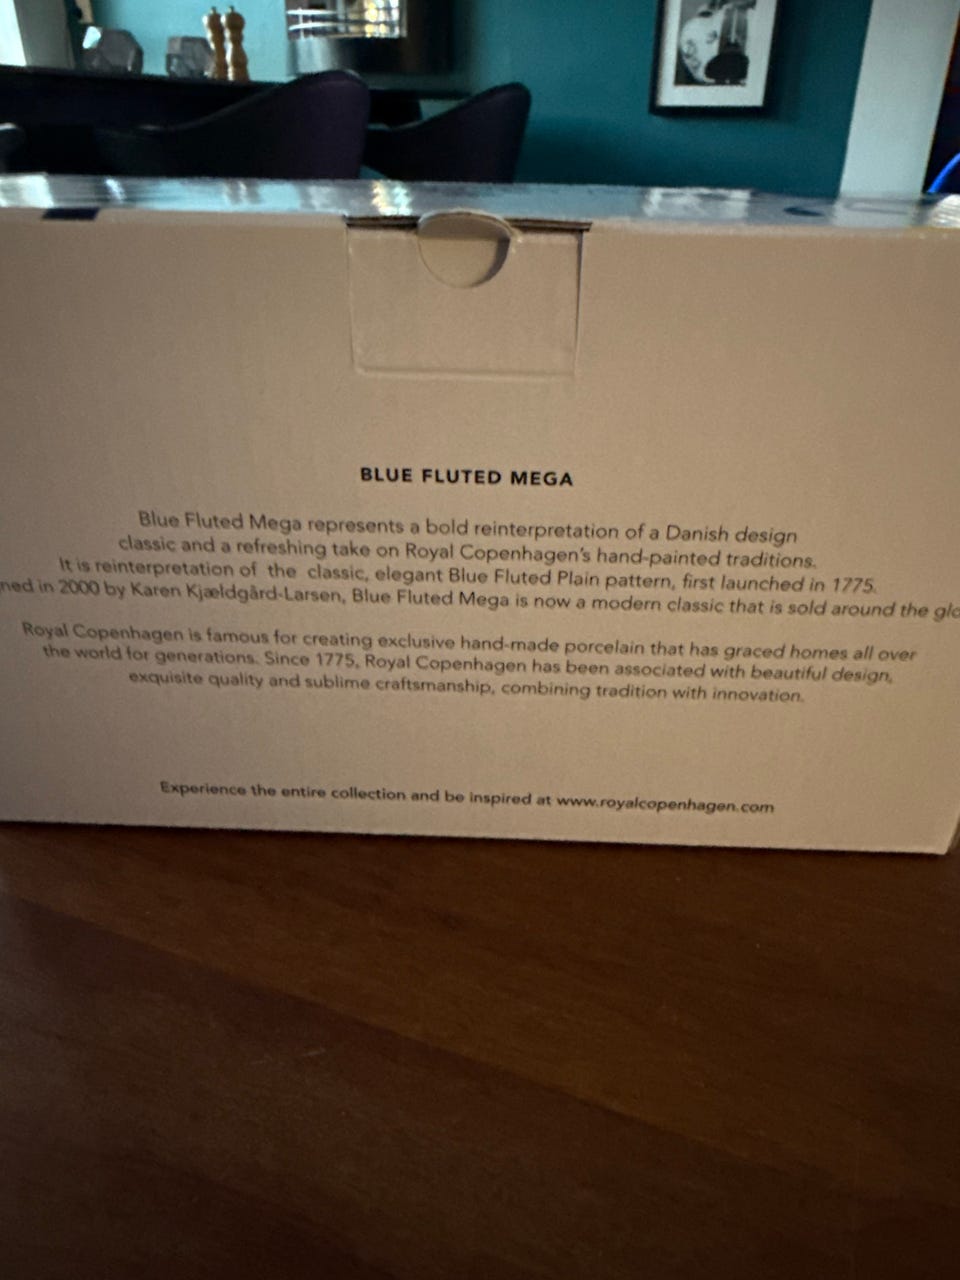 BLUE FLUTED MEGA
Blue Fluted Mega represents a bold reinterpretation of a Danish design
classic and a refreshing take on Royal Copenhagen's hand-painted traditions.
It is reinterpretation of the classic, elegant Blue Fluted Plain pattern, first launched in 1775.
ned in 2000 by Karen Kjældgård-Larsen, Blue Fluted Mega is now a modern classic that is sold around the glo
Royal Copenhagen is famous for creating exclusive hand-made porcelain that has graced homes all over
the world for generations. Since 1775, Royal Copenhagen has been associated with beautiful design,
exquisite quality and sublime craftsmanship, combining tradition with innovation.
Experience the entire collection and be inspired at www.royalcopenhagen.com